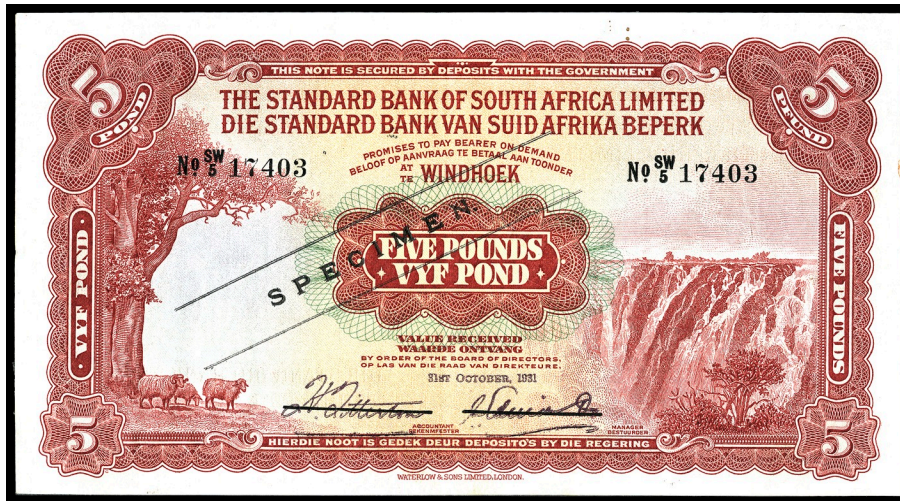 THIS NOTE IS SECURED BY DEPOSITS WITH THE GOVERNMENT
5
POND
5
PFUND
THE STANDARD BANK OF SOUTH AFRICA LIMITED
DIE STANDARD BANK VAN SUID AFRIKA BEPERK
PROMISES TO PAY BEARER ON DEMAND
BELOOF OP AANVRAAG TE BETAAL AAN TOONDER
AT
TE WINDHOEK
No. SW/5 17403
No. SW/5 17403
SPECIMEN
FIVE POUNDS
VYF POND
VYF POND
FIVE POUNDS
VALUE RECEIVED
WAARDE ONTVANG
BY ORDER OF THE BOARD OF DIRECTORS.
OP LAS VAN DIE RAAD VAN DIREKTEURE.
31ST OCTOBER, 1931
ACCOUNTANT
REKENMEESTER
MANAGER
BESTUURDER
5
5
HIERDIE NOOT IS GEDEK DEUR DEPOSITO'S BY DIE REGERING
WATERLOW & SONS LIMITED, LONDON.